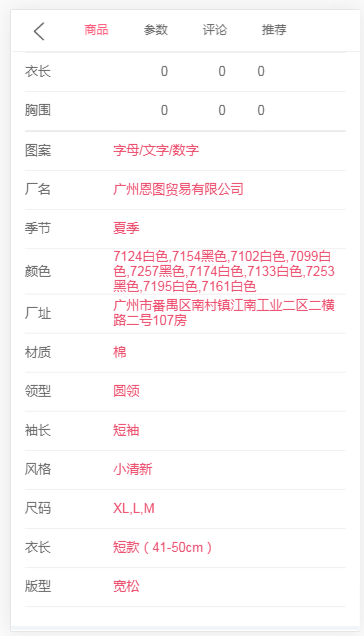 商品 参数 评论 推荐
衣长 0 0 0
胸围 0 0 0
图案 字母/文字/数字
厂名 广州恩图贸易有限公司
季节 夏季
颜色 7124白色,7154黑色,7102白色,7099白
色,7257黑色,7174白色,7133白色,7253
黑色,7195白色,7161白色
厂址 广州市番禺区南村镇江南工业二区二横
路二号107房
材质 棉
领型 圆领
袖长 短袖
风格 小清新
尺码 XL,L,M
衣长 短款（41-50cm）
版型 宽松